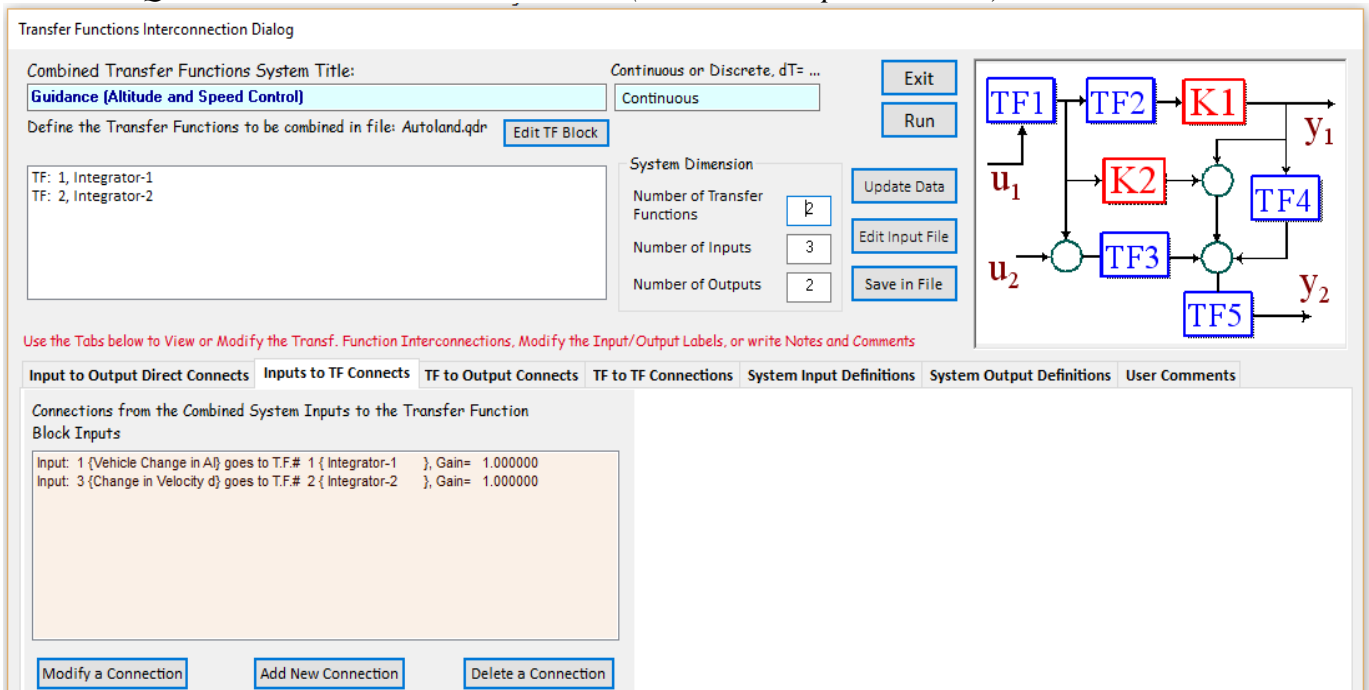 Transfer Functions Interconnection Dialog
Combined Transfer Functions System Title:
Continuous or Discrete, dT= ...
Guidance (Altitude and Speed Control)
Continuous
Exit
Run
Define the Transfer Functions to be combined in file: Autoland.qdr
Edit TF Block
TF: 1, Integrator-1
TF: 2, Integrator-2
System Dimension
Number of Transfer
Functions
2
Number of Inputs
3
Number of Outputs
2
Update Data
Edit Input File
Save in File
TF1
TF2
K1
y1
u1
K2
TF4
u2
TF3
y2
TF5
Use the Tabs below to View or Modify the Transf. Function Interconnections, Modify the Input/Output Labels, or write Notes and Comments
Input to Output Direct Connects
Inputs to TF Connects
TF to Output Connects
TF to TF Connections
System Input Definitions
System Output Definitions
User Comments
Connections from the Combined System Inputs to the Transfer Function
Block Inputs
Input: 1 {Vehicle Change in Al} goes to T.F.# 1 { Integrator-1 }, Gain= 1.000000
Input: 3 {Change in Velocity d} goes to T.F.# 2 { Integrator-2 }, Gain= 1.000000
Modify a Connection
Add New Connection
Delete a Connection